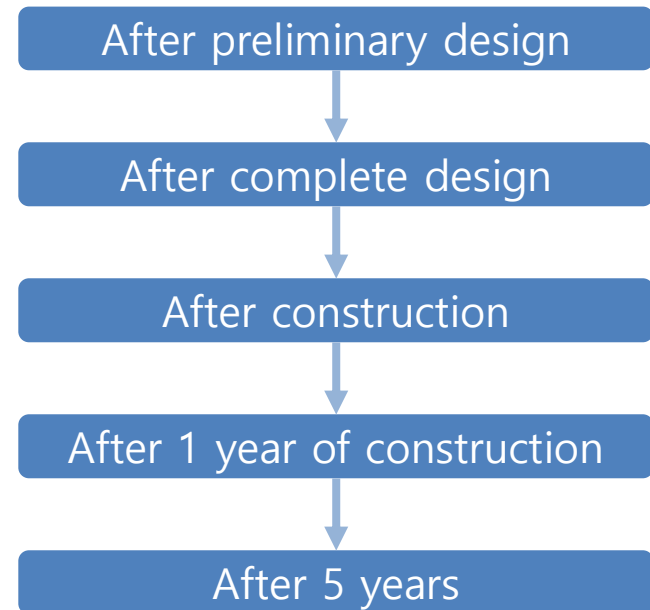 After preliminary design
After complete design
After construction
After 1 year of construction
After 5 years